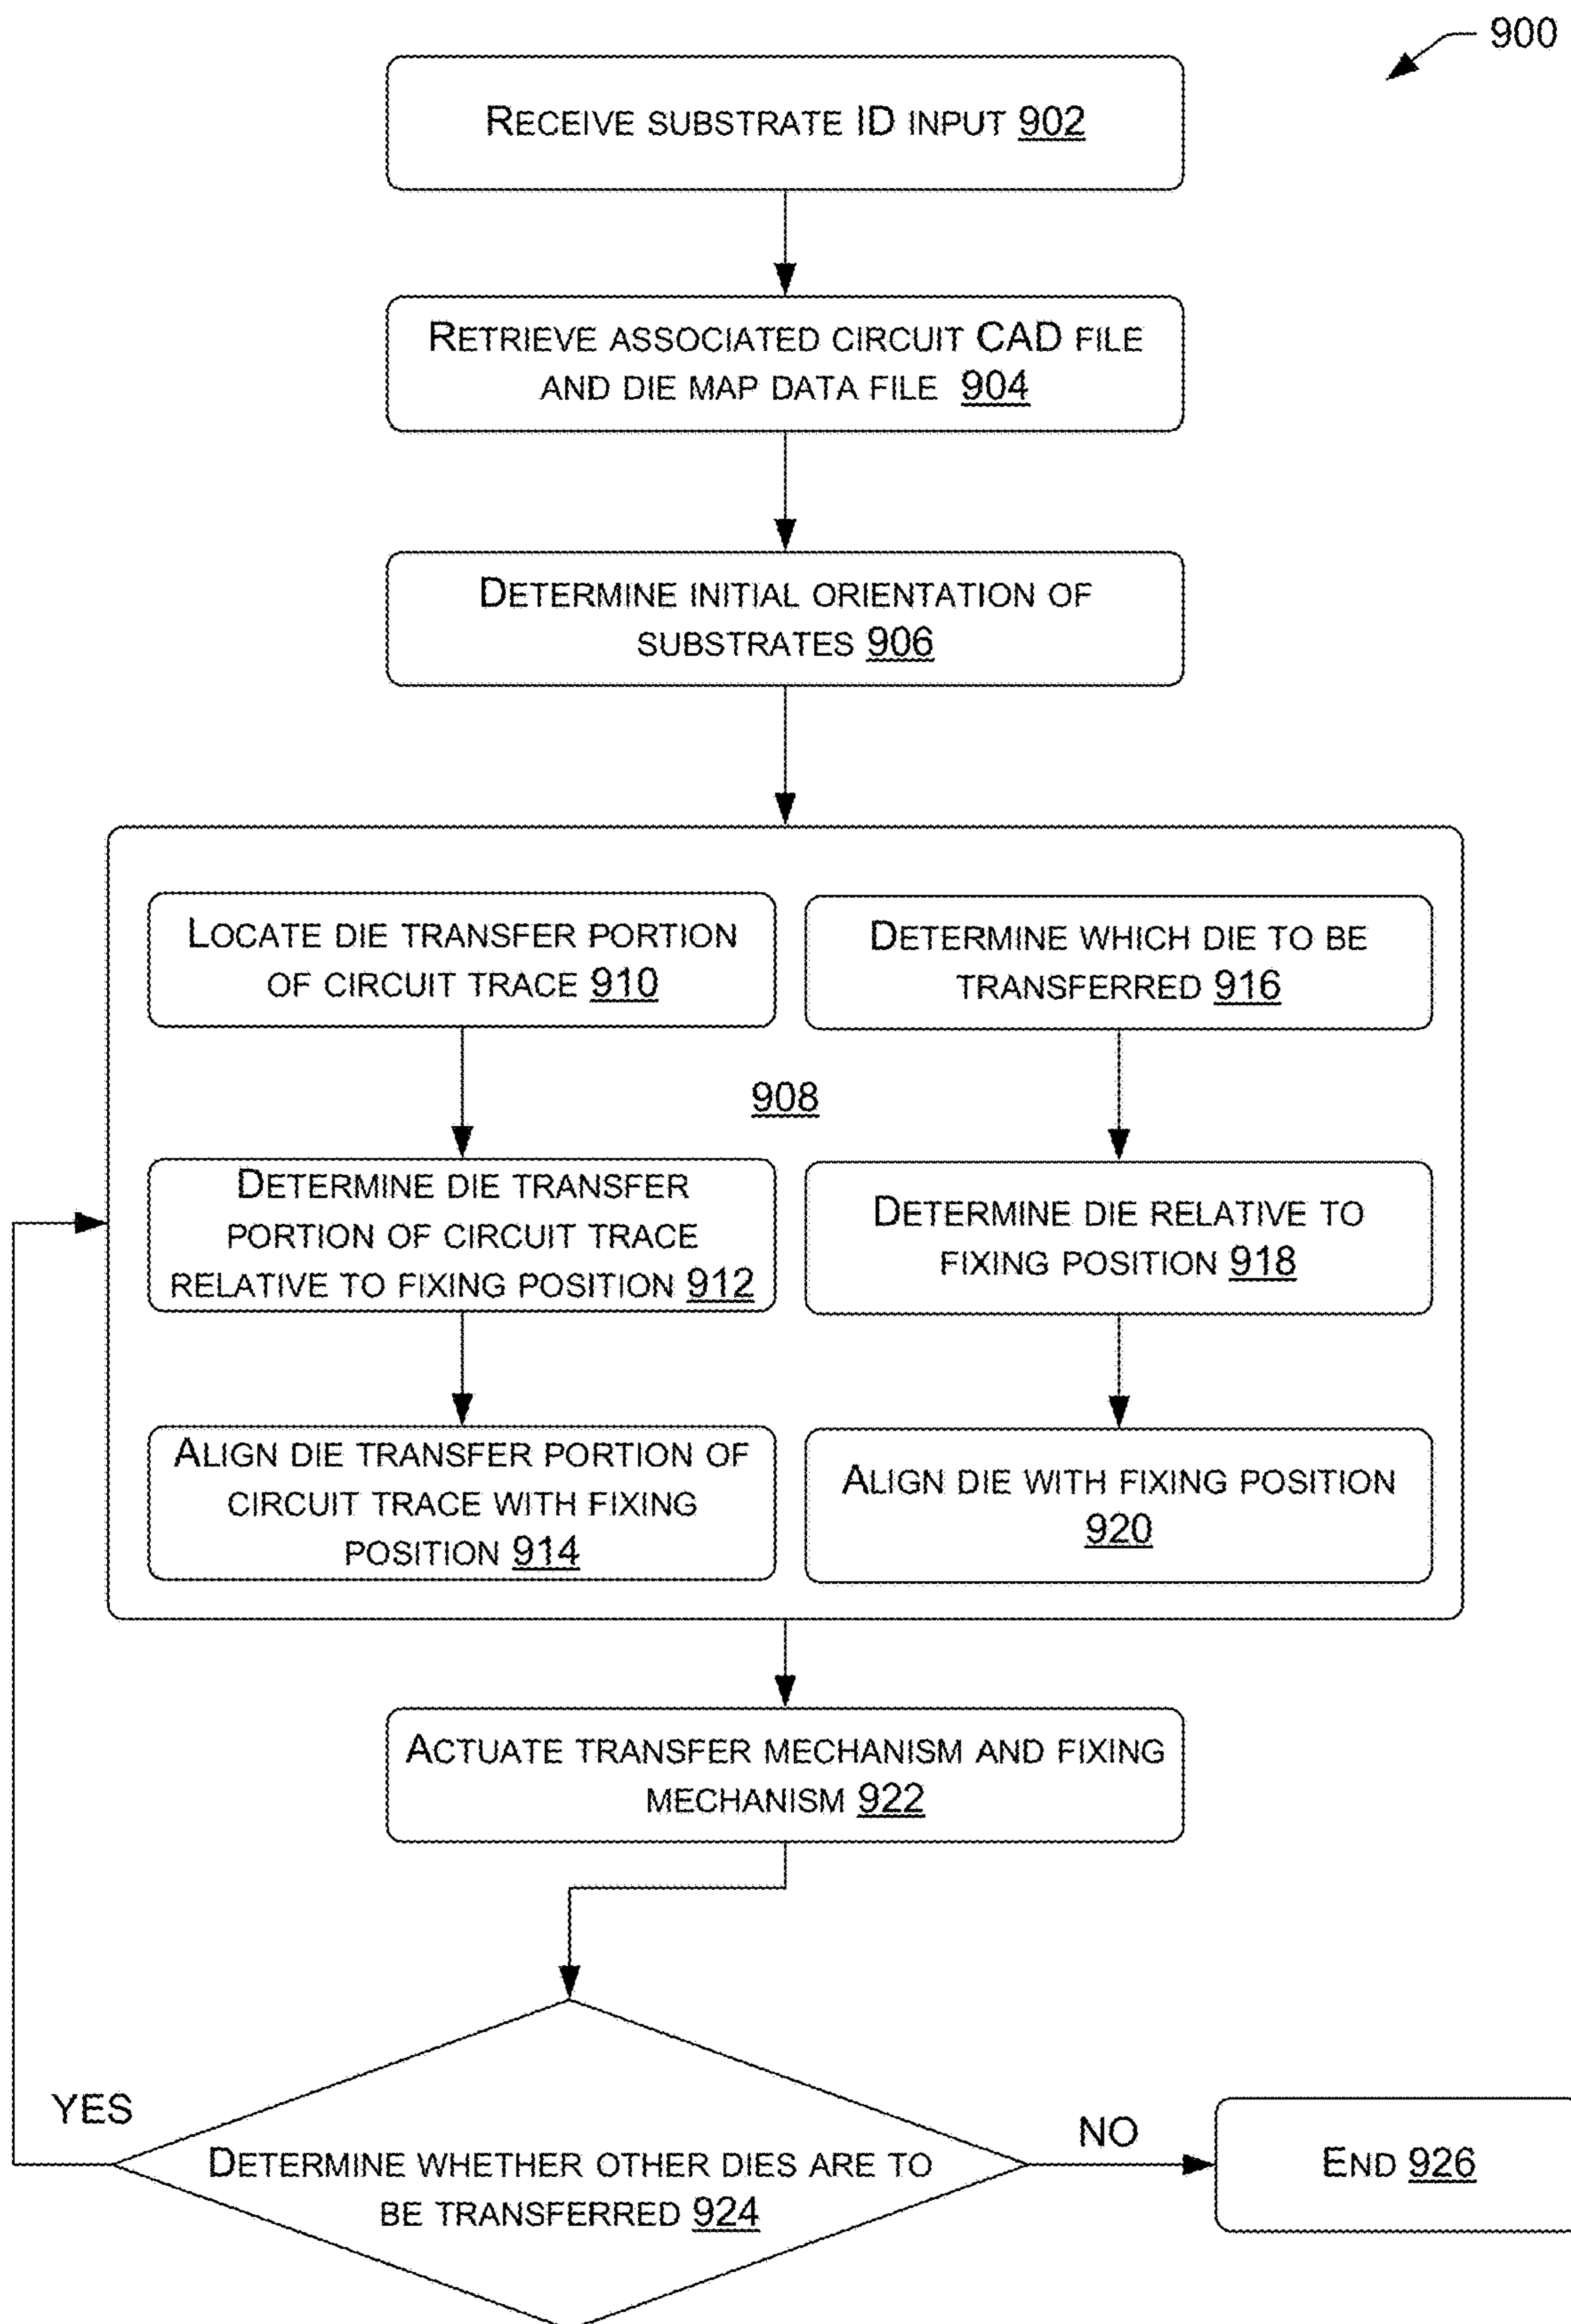 900
RECEIVE SUBSTRATE ID INPUT 902
RETRIEVE ASSOCIATED CIRCUIT CAD FILE
AND DIE MAP DATA FILE 904
DETERMINE INITIAL ORIENTATION OF
SUBSTRATES 906
LOCATE DIE TRANSFER PORTION
OF CIRCUIT TRACE 910
DETERMINE WHICH DIE TO BE
TRANSFERRED 916
908
DETERMINE DIE TRANSFER
PORTION OF CIRCUIT TRACE
RELATIVE TO FIXING POSITION 912
DETERMINE DIE RELATIVE TO
FIXING POSITION 918
ALIGN DIE TRANSFER PORTION OF
CIRCUIT TRACE WITH FIXING
POSITION 914
ALIGN DIE WITH FIXING POSITION
920
ACTUATE TRANSFER MECHANISM AND FIXING
MECHANISM 922
YES
DETERMINE WHETHER OTHER DIES ARE TO
BE TRANSFERRED 924
NO
END 926